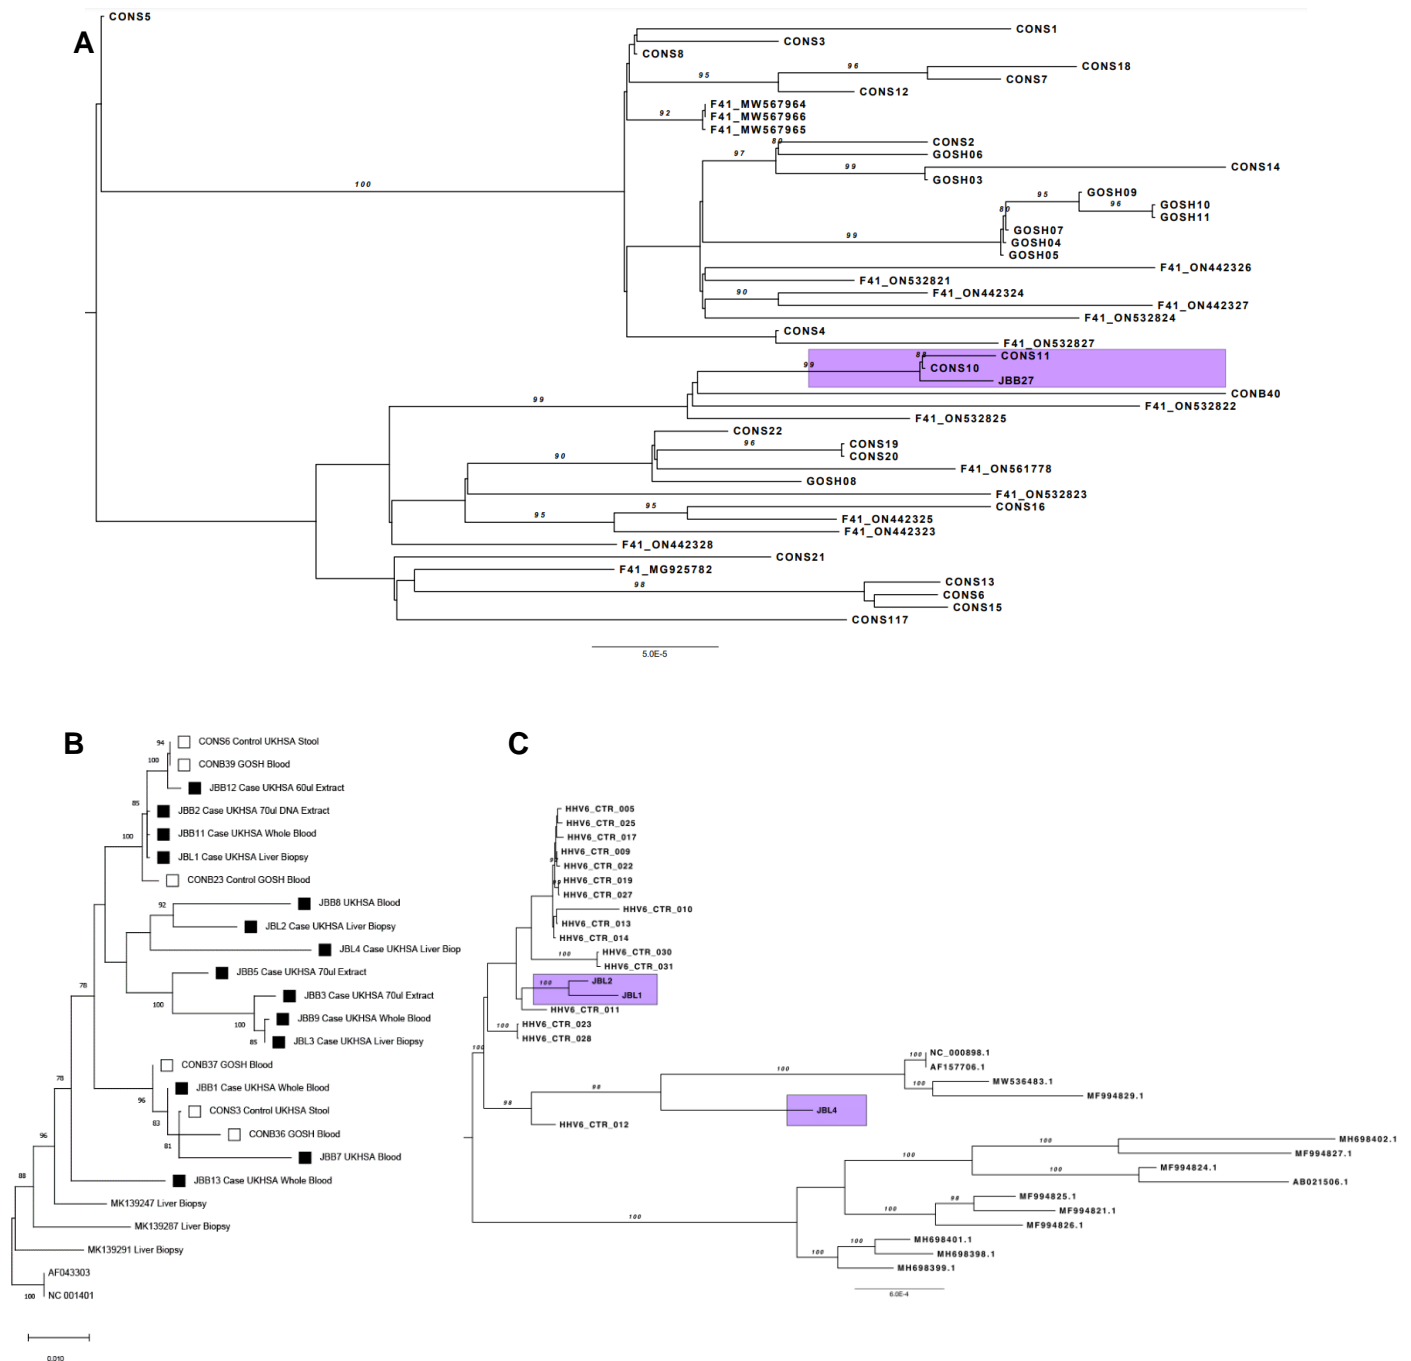 A
CONS5
CONS1
CONS3
CONS8
96
CONS18
95
CONS7
CONS12
F41_MW567964
92
F41_MW567966
F41_MW567965
80
CONS2
97
GOSH06
99
CONS14
GOSH03
100
95
GOSH09
96
GOSH10
80
GOSH11
GOSH07
99
GOSH04
GOSH05
F41_ON442326
F41_ON532821
90
F41_ON442324
F41_ON442327
F41_ON532824
CONS4
F41_ON532827
CONS11
99
CONS10
JBB27
CONB40
99
F41_ON532822
F41_ON532825
CONS22
96
CONS19
90
CONS20
F41_ON561778
GOSH08
F41_ON532823
95
CONS16
95
F41_ON442325
F41_ON442323
F41_ON442328
CONS21
F41_MG925782
98
CONS13
CONS6
CONS15
CONS117
5.0E-5
B
94
CONS6 Control UKHSA Stool
100
CONB39 GOSH Blood
JBB12 Case UKHSA 60ul Extract
85
JBB2 Case UKHSA 70ul DNA Extract
100
JBB11 Case UKHSA Whole Blood
JBL1 Case UKHSA Liver Biopsy
CONB23 Control GOSH Blood
92
JBB8 UKHSA Blood
JBL2 Case UKHSA Liver Biopsy
JBL4 Case UKHSA Liver Biop
JBB5 Case UKHSA 70ul Extract
78
100
JBB3 Case UKHSA 70ul Extract
100
JBB9 Case UKHSA Whole Blood
85
JBL3 Case UKHSA Liver Biopsy
CONB37 GOSH Blood
78
96
JBB1 Case UKHSA Whole Blood
83
CONS3 Control UKHSA Stool
96
81
CONB36 GOSH Blood
JBB7 UKHSA Blood
88
JBB13 Case UKHSA Whole Blood
MK139247 Liver Biopsy
MK139287 Liver Biopsy
MK139291 Liver Biopsy
AF043303
100
NC 001401
0.010
C
HHV6_CTR_005
HHV6_CTR_025
HHV6_CTR_017
HHV6_CTR_009
HHV6_CTR_022
HHV6_CTR_019
HHV6_CTR_027
HHV6_CTR_010
HHV6_CTR_013
HHV6_CTR_014
100
HHV6_CTR_030
HHV6_CTR_031
100
JBL2
JBL1
HHV6_CTR_011
100
HHV6_CTR_023
HHV6_CTR_028
100
100
NC_000898.1
AF157706.1
100
100
MW536483.1
98
MF994829.1
98
JBL4
HHV6_CTR_012
100
MH698402.1
100
MF994827.1
100
MF994824.1
AB021506.1
100
98
MF994825.1
100
MF994821.1
MF994826.1
100
MH698401.1
100
MH698398.1
MH698399.1
6.0E-4